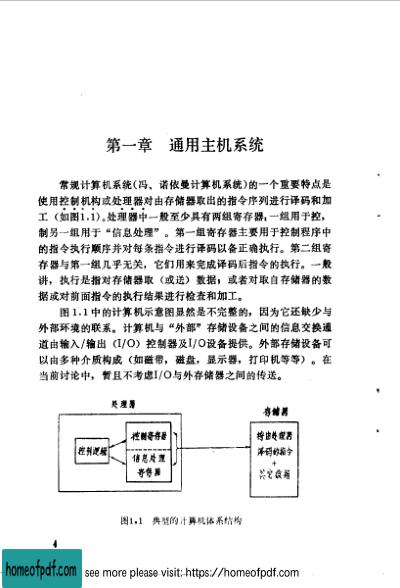 第一章 通用主机系统
常规计算机系统(冯、诺依曼计算机系统)的一个重要特点是
使用控制机构或处理器对由存储器取出的指令序列进行译码和加
工（如图1.1）。处理器中一般至少具有两组寄存器，一组用于控，
制另一组用于“信息处理”。第一组寄存器主要用于控制程序中
的指令执行顺序并对每条指令进行译码以备正确执行。第二组寄
存器与第一组几乎无关，它们用来完成译码后指令的执行。一般
讲，执行是指对存储器取（或送）数据；或者对取自存储器的数
据或对前面指令的执行结果进行检查和加工。
图1.1中的计算机示意图显然是不完整的，因为它还缺少与
外部环境的联系。计算机与“外部”存储设备之间的信息交换通
道由输入/输出（I/O）控制器及I/O设备提供。外部存储设备可
以由多种介质构成（如磁带，磁盘，显示器，打印机等等）。在
当前讨论中，暂且不考虑I/O与外存储器之间的传送。
处理器
存储器
控制逻辑
控制寄存器
信息处理
寄存器
待由处理器
译码的指令
+
其它数据
图1.1 典型的计算机体系结构
4
homeofpdf.com
see more please visit: https://homeofpdf.com